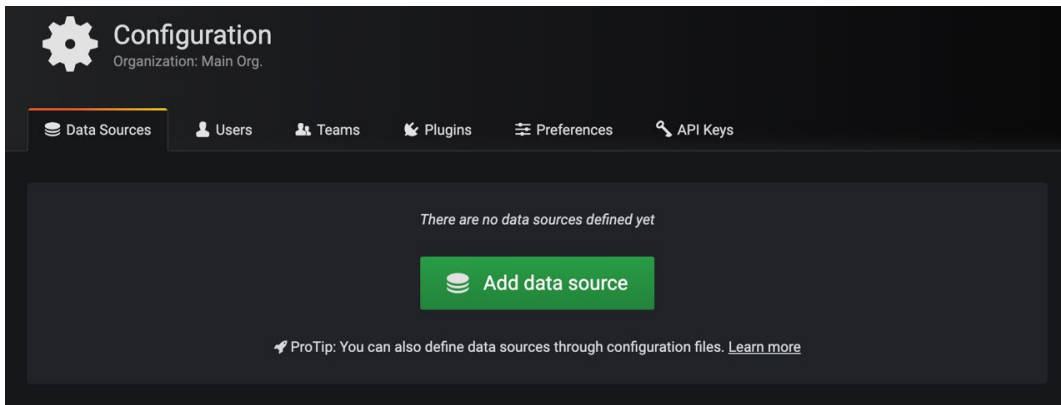 Configuration
Organization: Main Org.
Data Sources Users Teams Plugins Preferences API Keys
There are no data sources defined yet
Add data source
ProTip: You can also define data sources through configuration files. Learn more